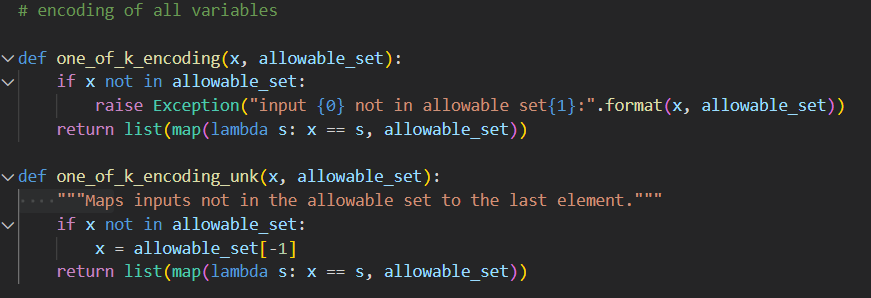 # encoding of all variables
def one_of_k_encoding(x, allowable_set):
    if x not in allowable_set:
        raise Exception("input {0} not in allowable set{1}:".format(x, allowable_set))
    return list(map(lambda s: x == s, allowable_set))
def one_of_k_encoding_unk(x, allowable_set):
    """Maps inputs not in the allowable set to the last element."""
    if x not in allowable_set:
        x = allowable_set[-1]
    return list(map(lambda s: x == s, allowable_set))